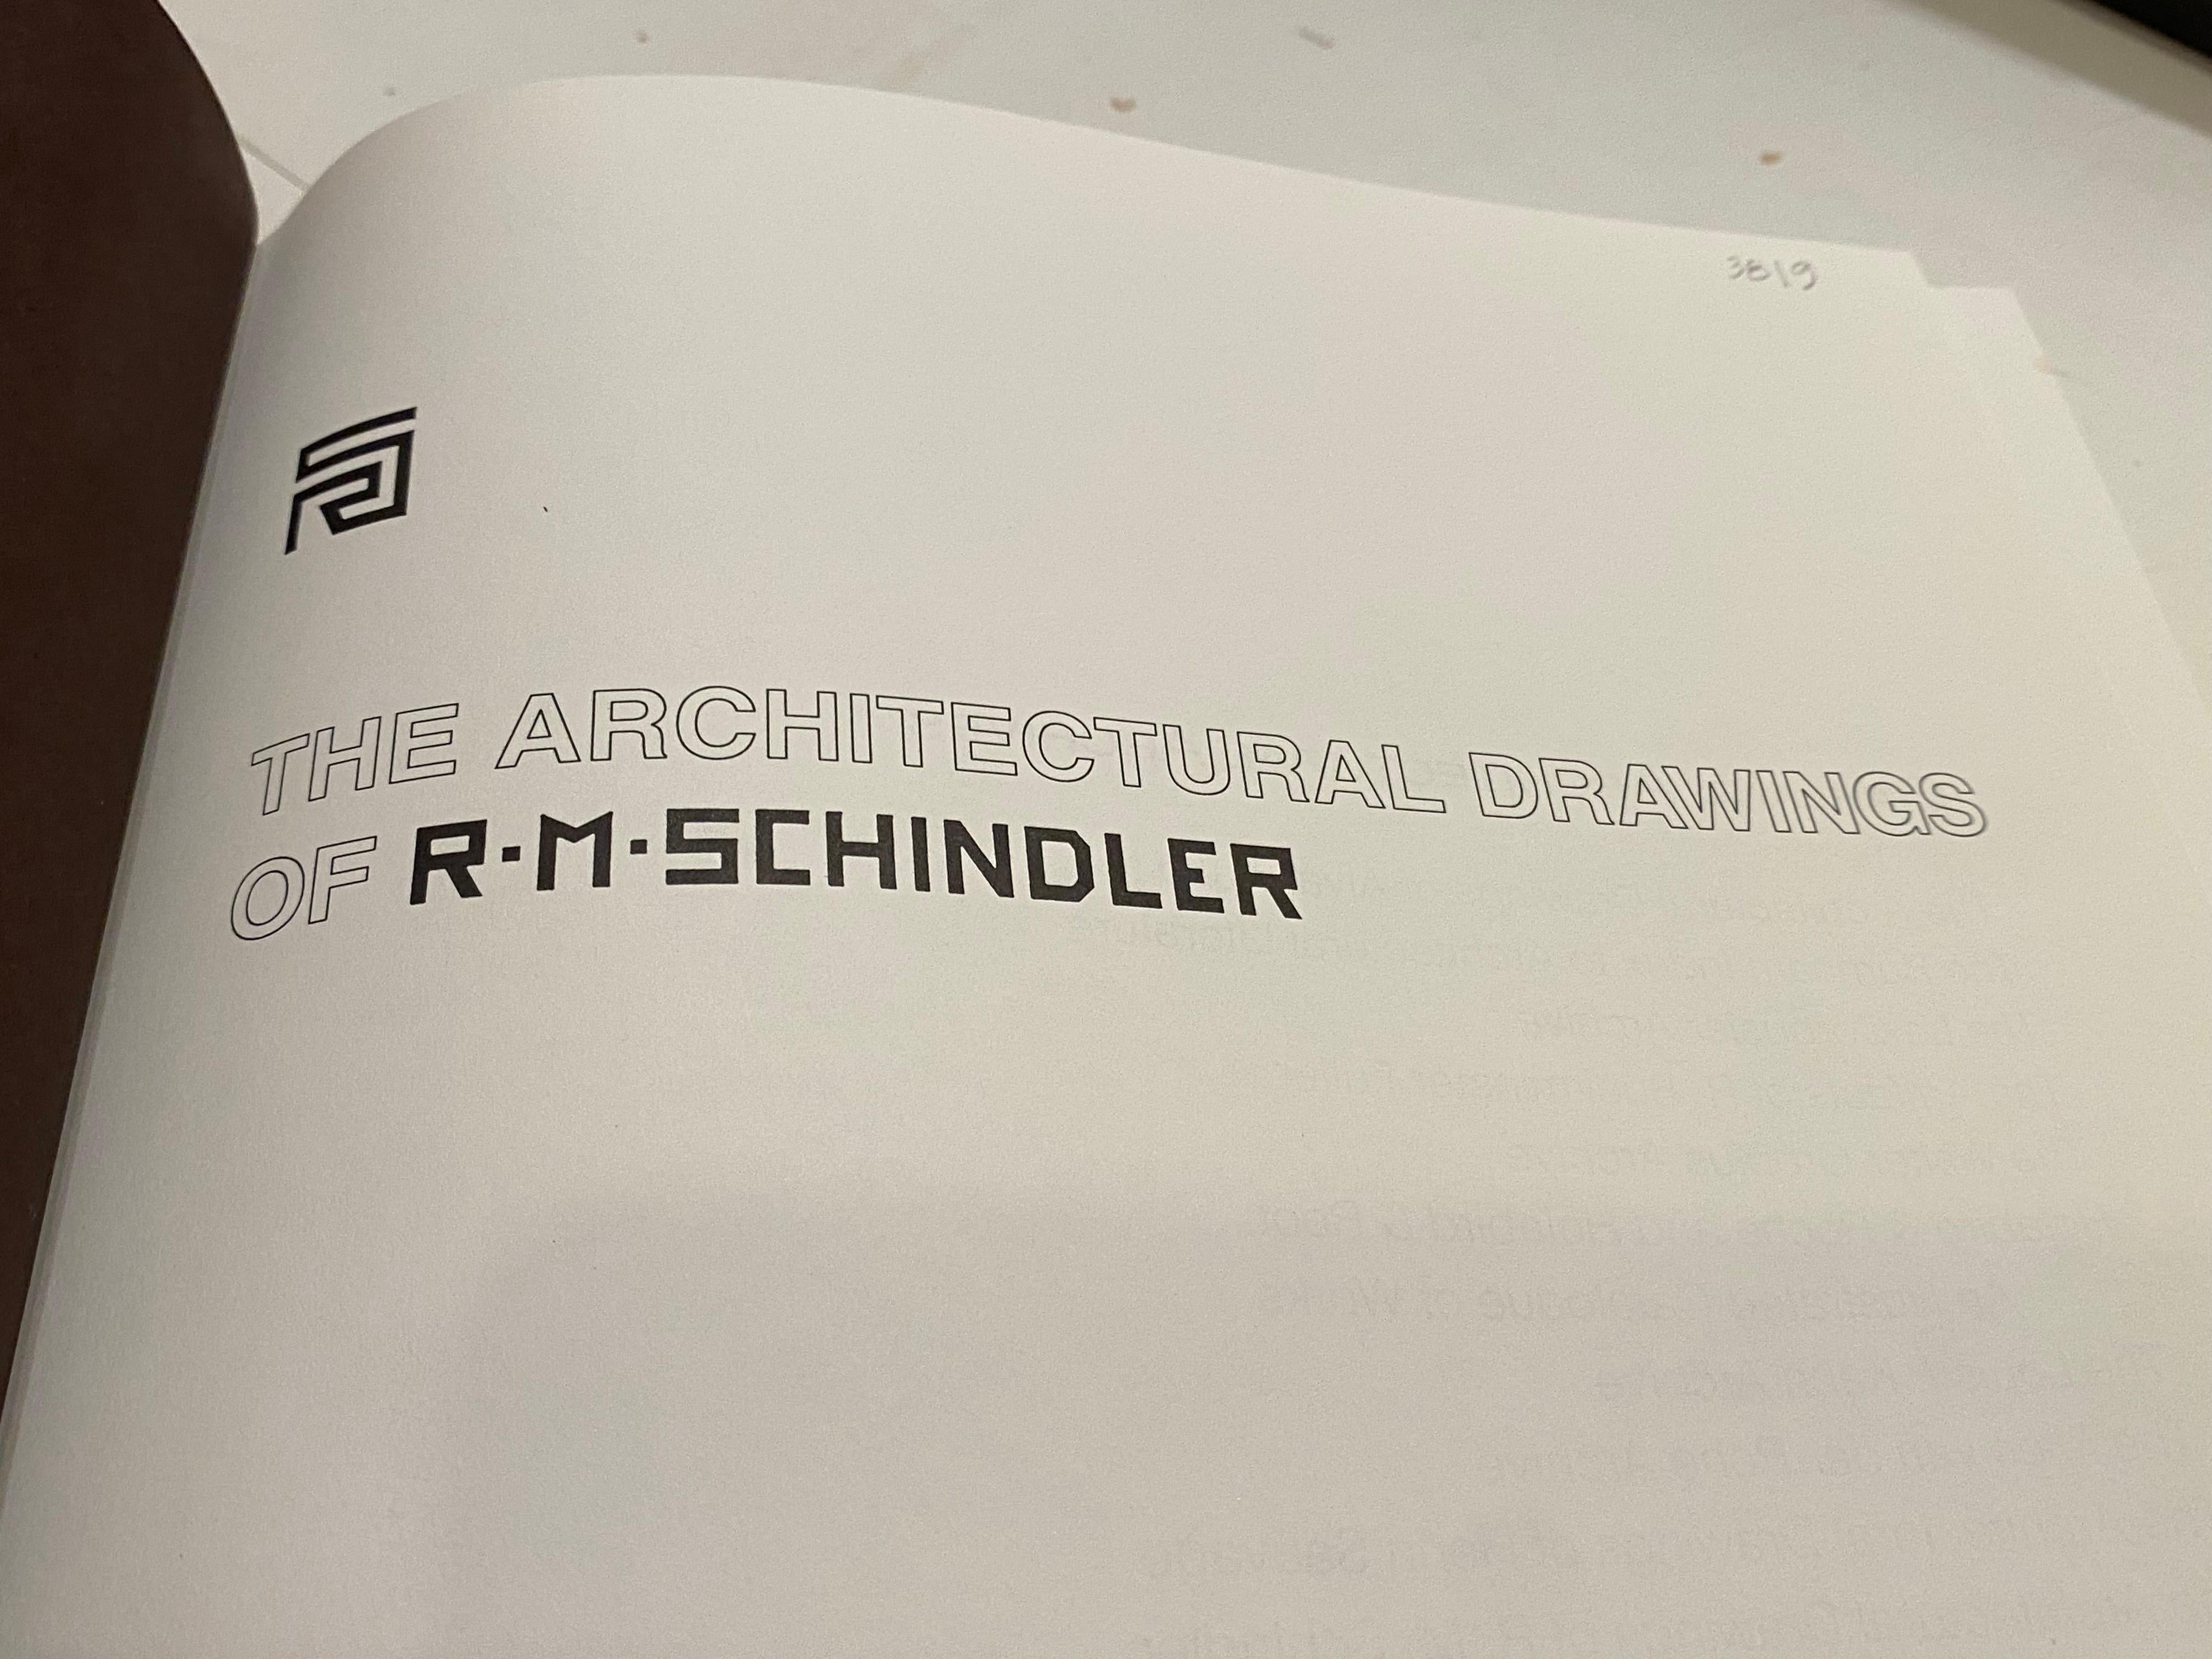 3819
THE ARCHITECTURAL DRAWINGS
OF R·M·SCHINDLER